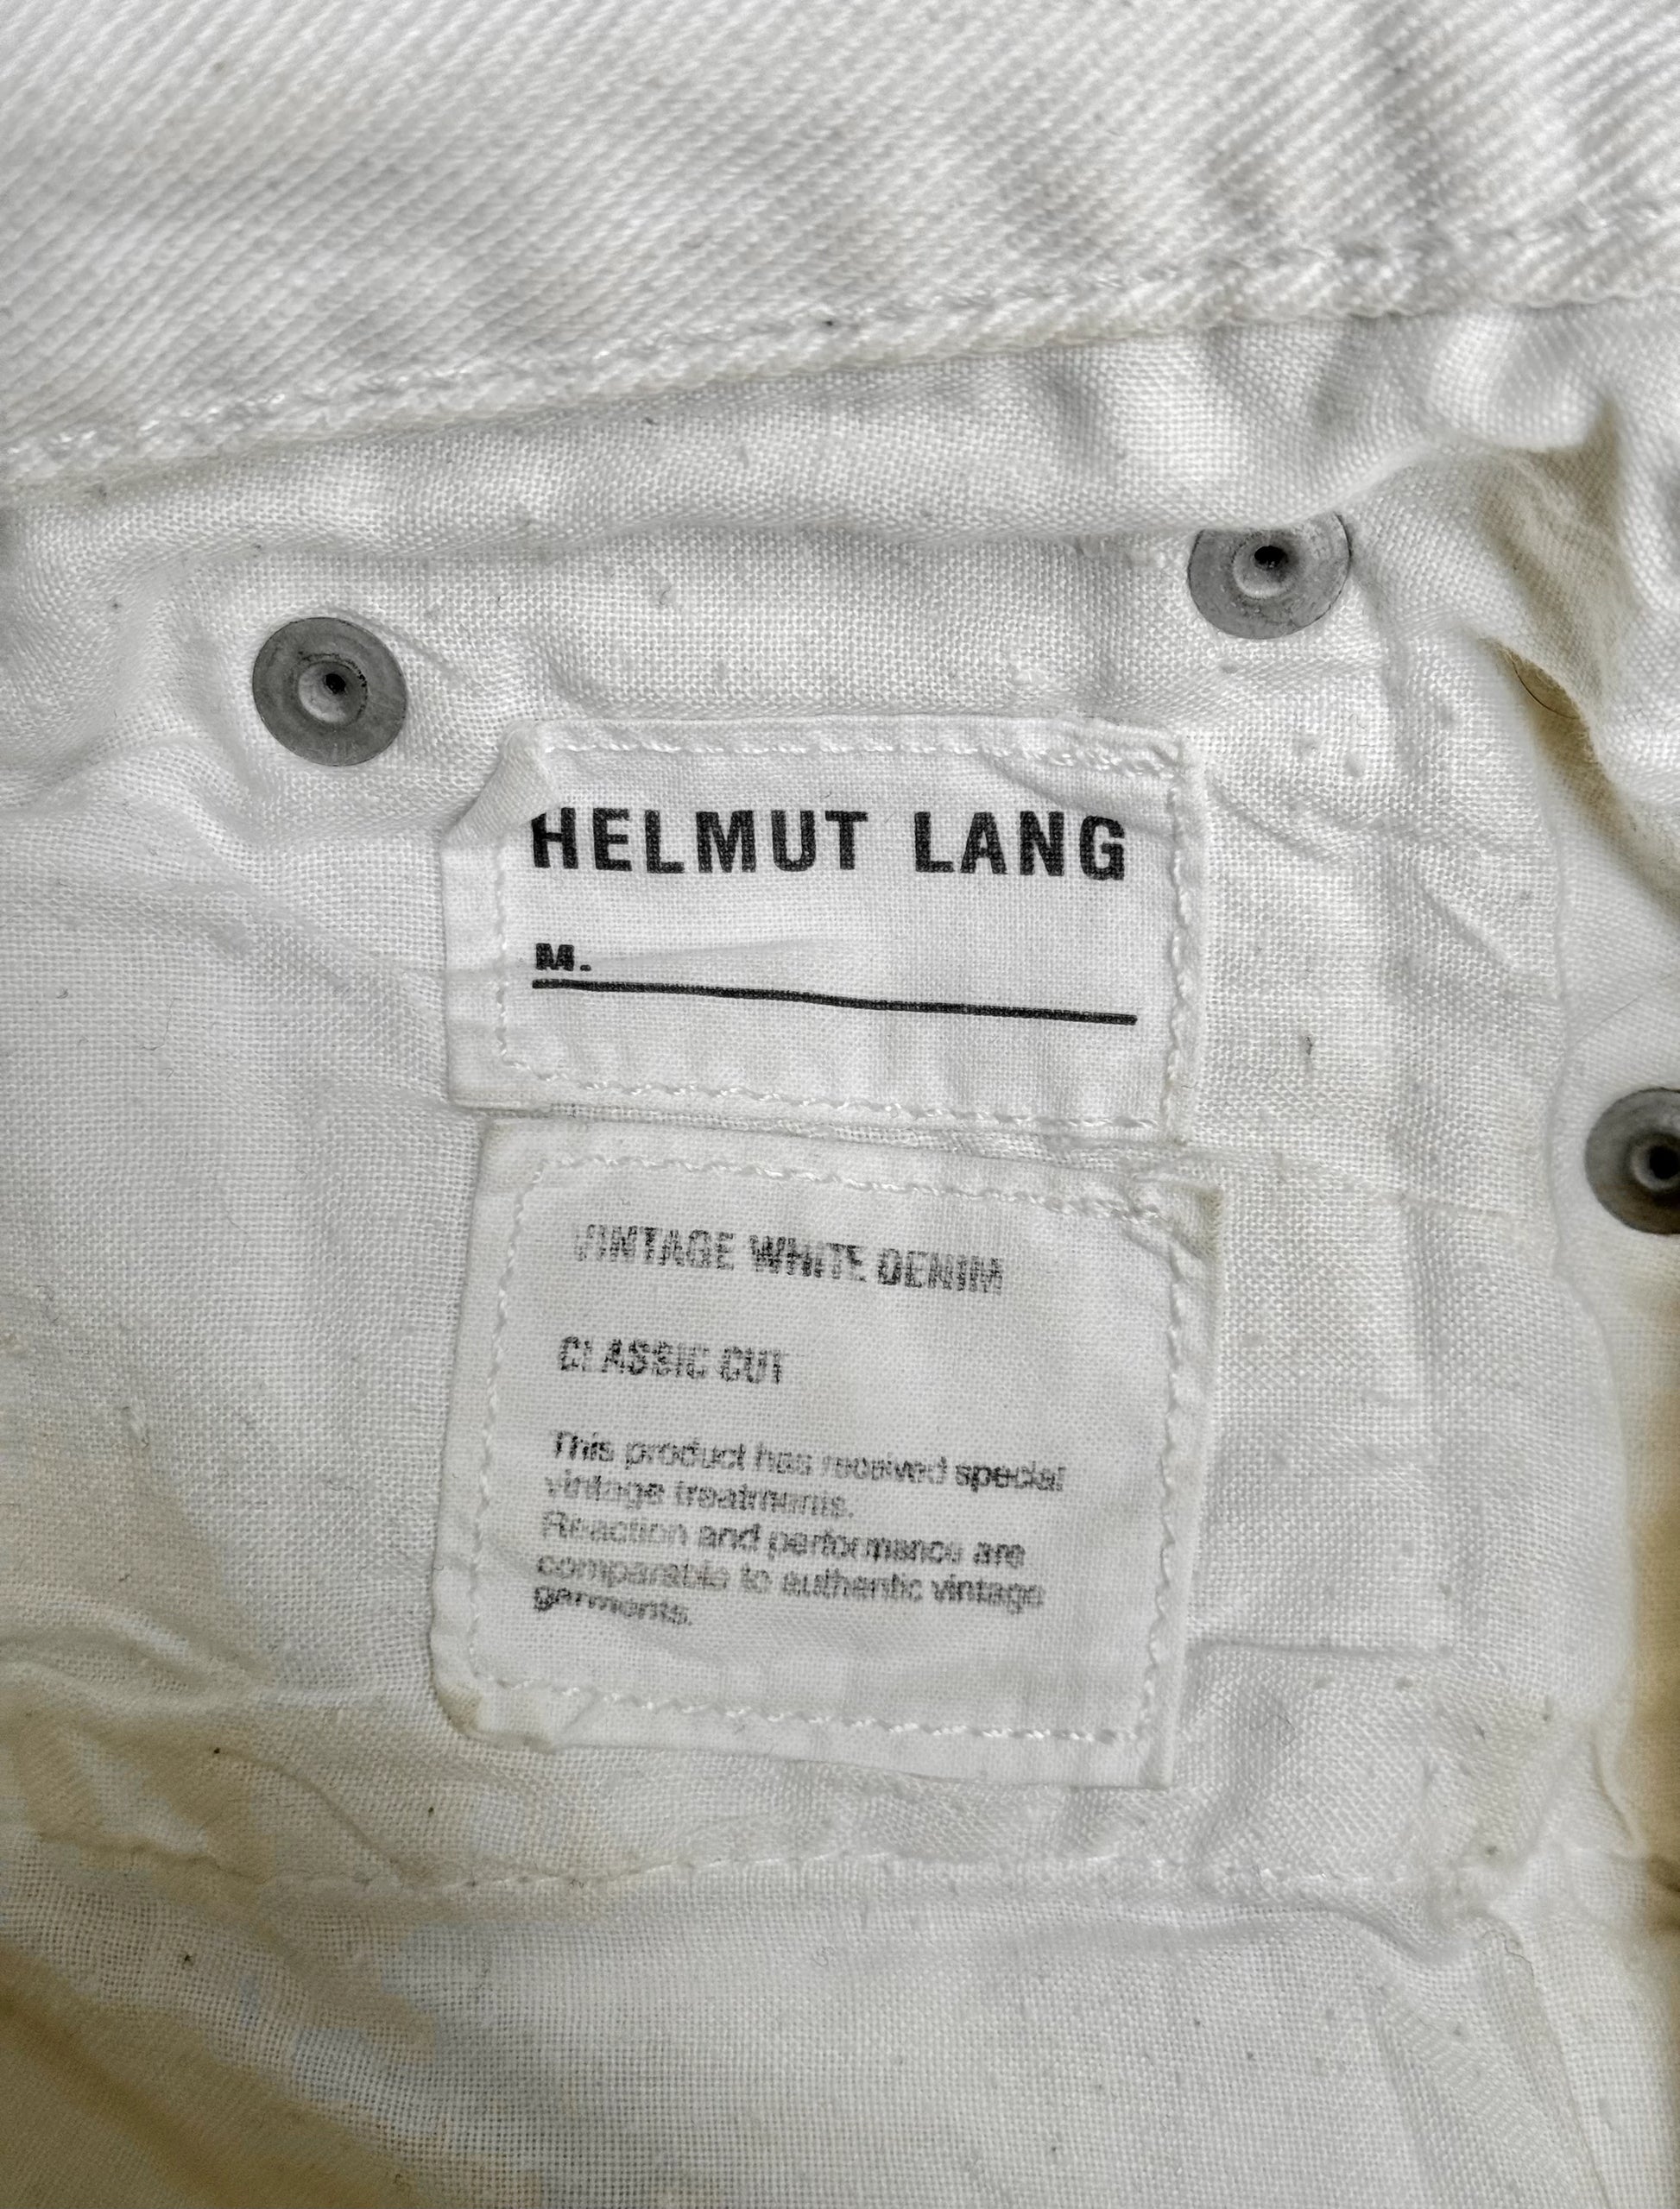 HELMUT LANG
M.
VINTAGE WHITE DENIM
CLASSIC CUT
This product has received special
vintage treatments.
Reaction and performance are
comparable to authentic vintage
garments.